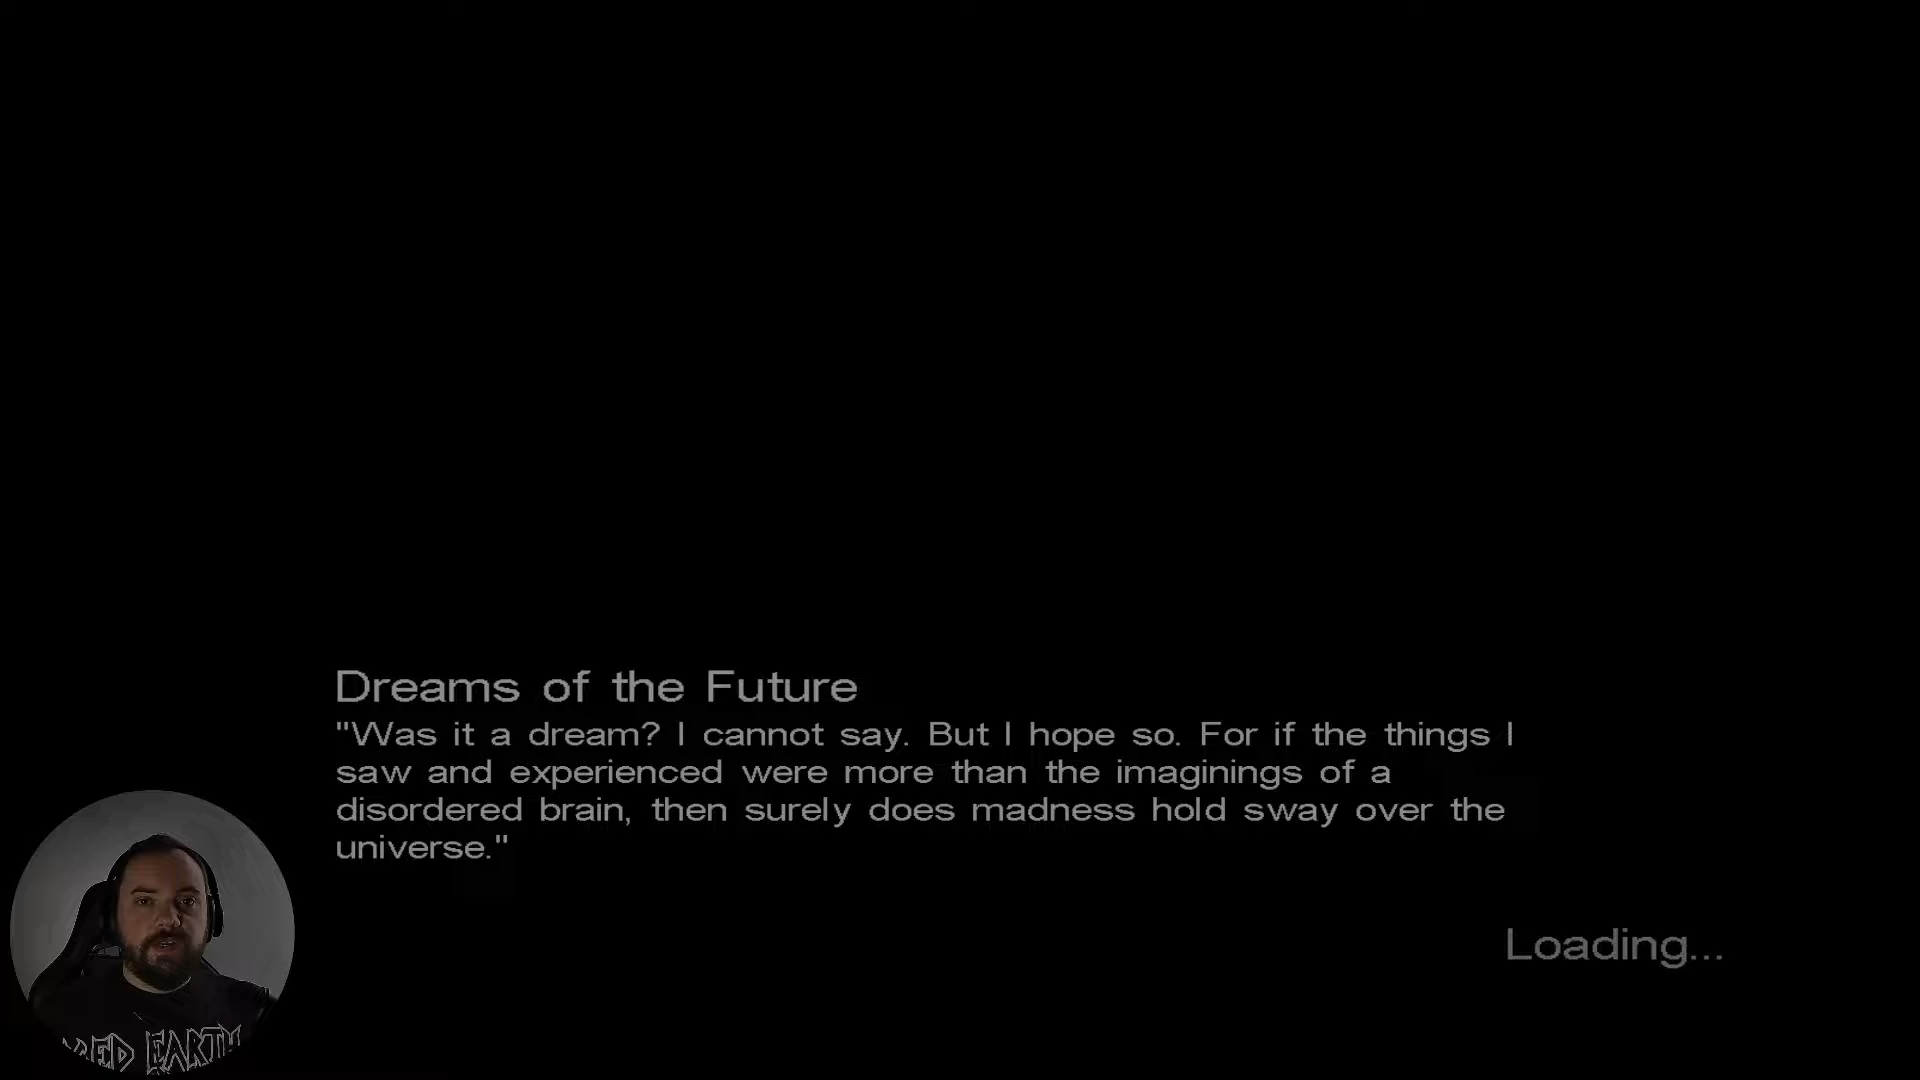 Dreams of the Future
"Was it a dream? I cannot say. But I hope so. For if the things I
saw and experienced were more than the imaginings of a
disordered brain, then surely does madness hold sway over the
universe."
Loading...
EARTH